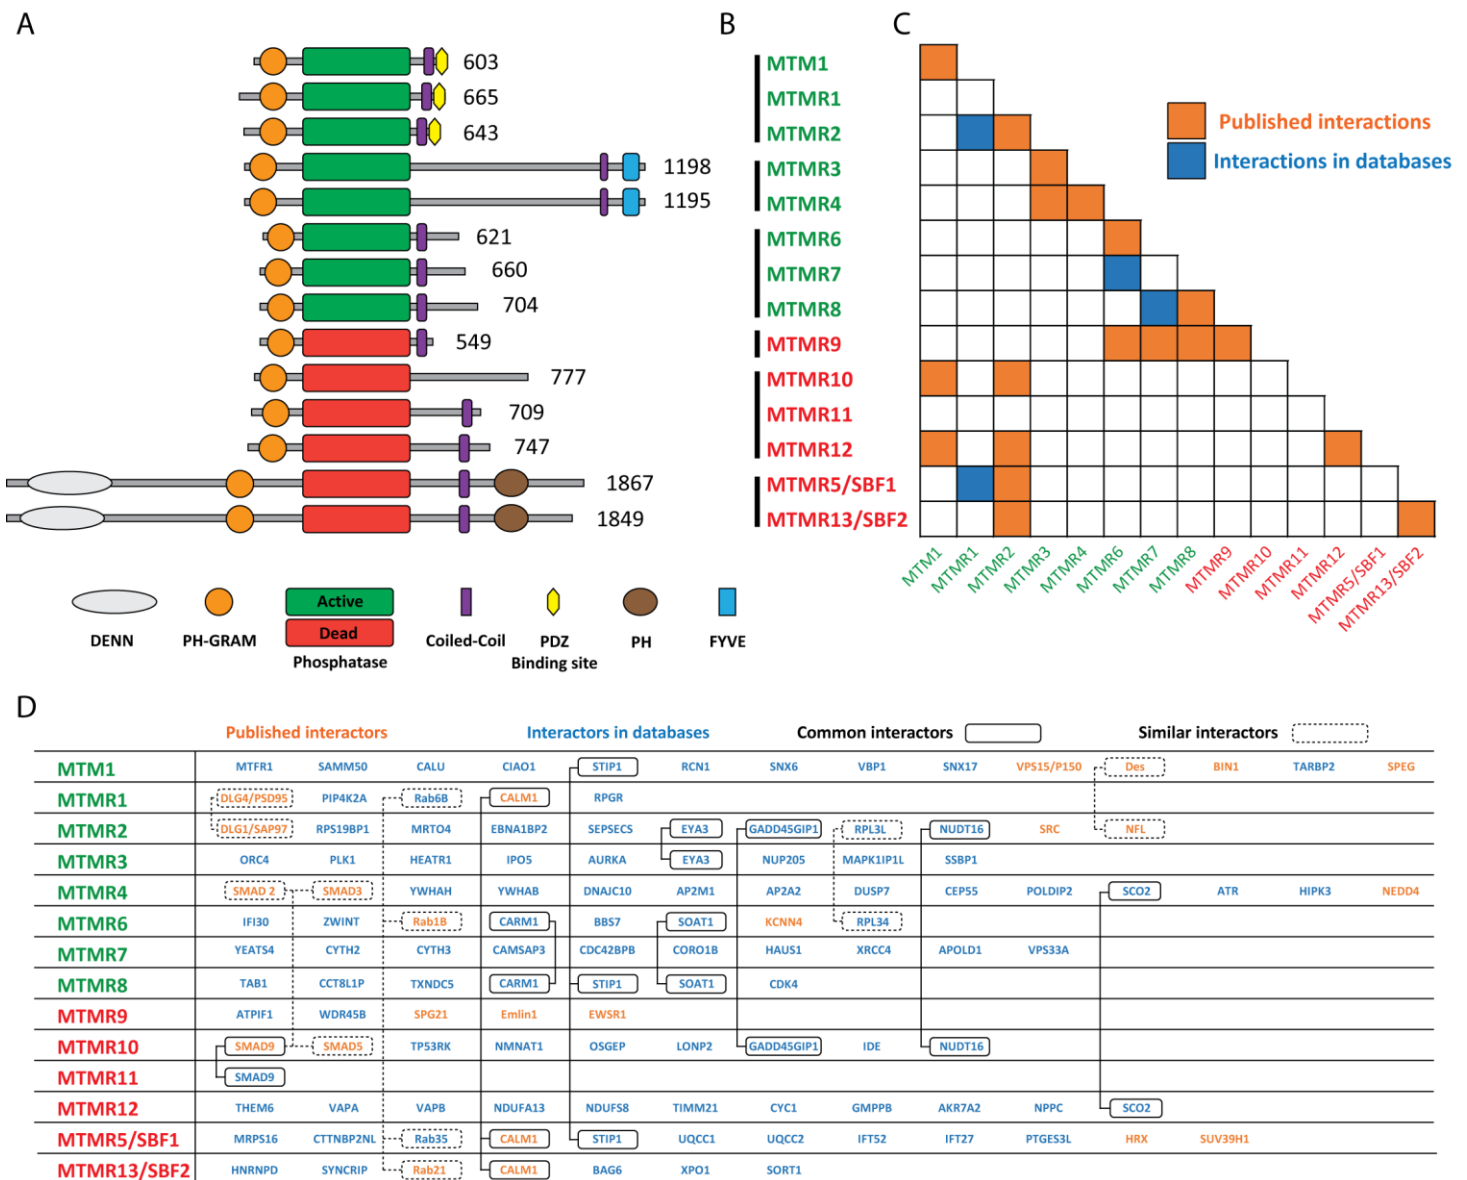 A
B
C
603
665
643
1198
1195
621
660
704
549
777
709
747
1867
1849
DENN
PH-GRAM
Active
Dead
Phosphatase
Coiled-Coil
PDZ
Binding site
PH
FYVE
MTM1
MTMR1
MTMR2
MTMR3
MTMR4
MTMR6
MTMR7
MTMR8
MTMR9
MTMR10
MTMR11
MTMR12
MTMR5/SBF1
MTMR13/SBF2
Published interactions
Interactions in databases
MTM1
MTMR1
MTMR2
MTMR3
MTMR4
MTMR6
MTMR7
MTMR8
MTMR9
MTMR10
MTMR11
MTMR12
MTMR5/SBF1
MTMR13/SBF2
D
Published interactors Interactors in databases Common interactors Similar interactors
MTM1 MTFR1 SAMM50 CALU CIAO1 STIP1 RCN1 SNX6 VBP1 SNX17 VPS15/P150 Des BIN1 TARBP2 SPEG
MTMR1 DLG4/PSD95 PIP4K2A Rab6B CALM1 RPGR
MTMR2 DLG1/SAP97 RPS19BP1 MRTO4 EBNA1BP2 SEPSECS EYA3 GADD45GIP1 RPL3L NUDT16 SRC NFL
MTMR3 ORC4 PLK1 HEATR1 IPO5 AURKA EYA3 NUP205 MAPK1IP1L SSBP1
MTMR4 SMAD 2 SMAD3 YWHAH YWHAB DNAJC10 AP2M1 AP2A2 DUSP7 CEP55 POLDIP2 SCO2 ATR HIPK3 NEDD4
MTMR6 IFI30 ZWINT Rab1B CARM1 BBS7 SOAT1 KCNN4 RPL34
MTMR7 YEATS4 CYTH2 CYTH3 CAMSAP3 CDC42BPB CORO1B HAUS1 XRCC4 APOLD1 VPS33A
MTMR8 TAB1 CCT8L1P TXNDC5 CARM1 STIP1 SOAT1 CDK4
MTMR9 ATPIF1 WDR45B SPG21 Emlin1 EWSR1
MTMR10 SMAD9 SMAD5 TP53RK NMNAT1 OSGEP LONP2 GADD45GIP1 IDE NUDT16
MTMR11 SMAD9
MTMR12 THEM6 VAPA VAPB NDUFA13 NDUFS8 TIMM21 CYC1 GMPPB AKR7A2 NPPC SCO2
MTMR5/SBF1 MRPS16 CTTNBP2NL Rab35 CALM1 STIP1 UQCC1 UQCC2 IFT52 IFT27 PTGES3L HRX SUV39H1
MTMR13/SBF2 HNRNPD SYNCRIP Rab21 CALM1 BAG6 XPO1 SORT1